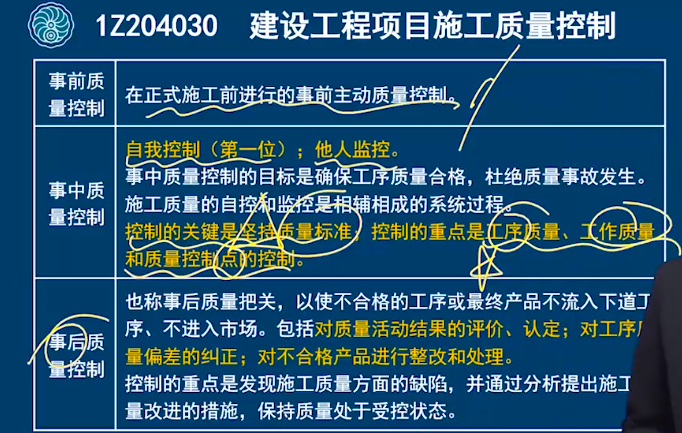 1Z204030 建设工程项目施工质量控制
事前质
量控制
在正式施工前进行的事前主动质量控制。
事中质
量控制
自我控制（第一位）；他人监控。
事中质量控制的目标是确保工序质量合格，杜绝质量事故发生。
施工质量的自控和监控是相辅相成的系统过程。
控制的关键是坚持质量标准；控制的重点是工序质量、工作质量
和质量控制点的控制。
事后质
量控制
也称事后质量把关，以使不合格的工序或最终产品不流入下道工
序、不进入市场。包括对质量活动结果的评价、认定；对工序质
量偏差的纠正；对不合格产品进行整改和处理。
控制的重点是发现施工质量方面的缺陷，并通过分析提出施工
量改进的措施，保持质量处于受控状态。